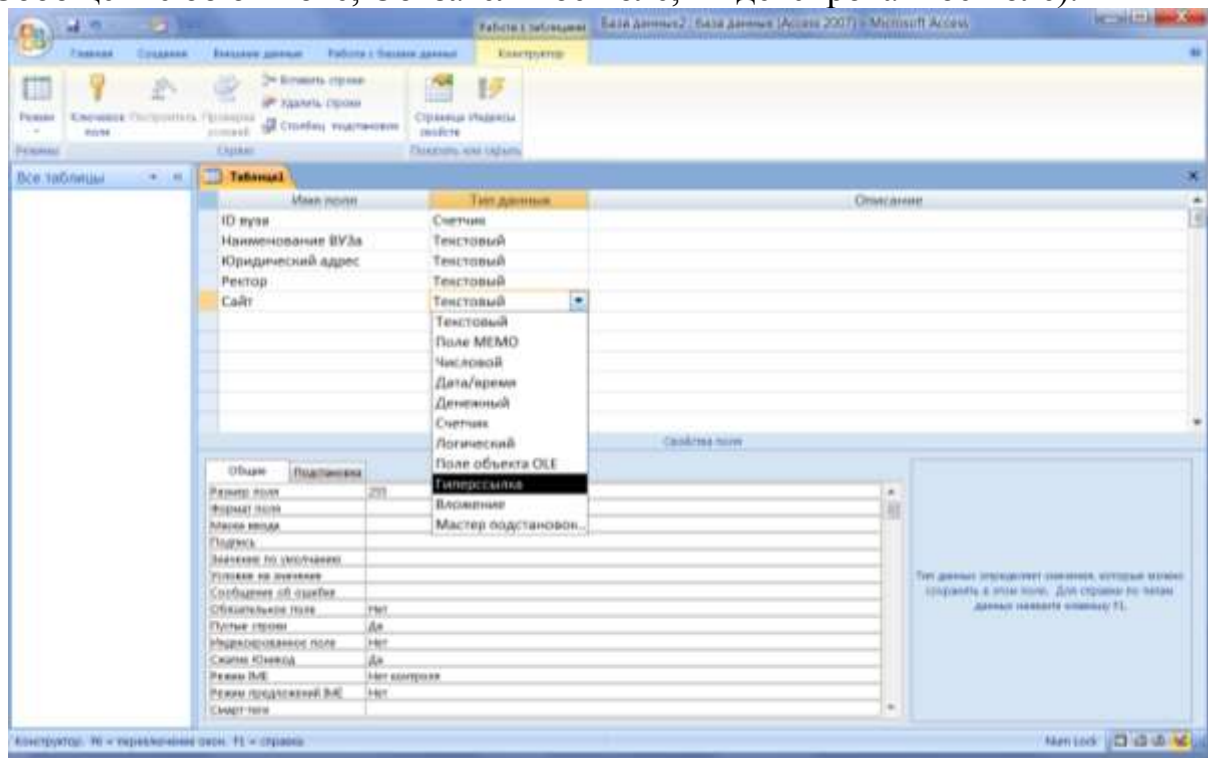 Работа с таблицами
База данных2 : база данных (Access 2007) - Microsoft Access
Главная Создание Внешние данные Работа с базами данных Конструктор
Режим
Ключевое поле
Построитель
Проверка условий
Вставить строки
Удалить строки
Столбец подстановок
Страница свойств
Индексы
Режимы Сервис Показать или скрыть
Все таблицы
Таблица1
Имя поля Тип данных Описание
ID вуза Счетчик
Наименование ВУЗа Текстовый
Юридический адрес Текстовый
Ректор Текстовый
Сайт Текстовый
Текстовый
Поле МЕМО
Числовой
Дата/время
Денежный
Счетчик
Логический
Поле объекта OLE
Гиперссылка
Вложение
Мастер подстановок...
Свойства поля
Общие Подстановка
Размер поля 255
Формат поля
Маска ввода
Подпись
Значение по умолчанию
Условие на значение
Сообщение об ошибке
Обязательное поле Нет
Пустые строки Да
Индексированное поле Нет
Сжатие Юникод Да
Режим IME Нет контроля
Режим предложений IME Нет
Смарт-теги
Тип данных определяет значения, которые можно
сохранять в этом поле. Для справки по типам
данных нажмите клавишу F1.
Конструктор. F6 = переключение окон. F1 = справка.
Num Lock